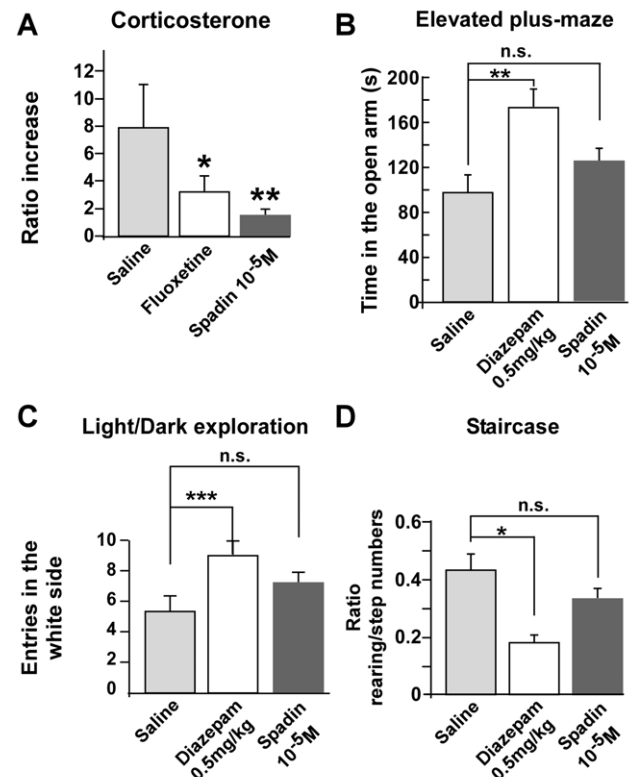 A
Corticosterone
Ratio increase
12
10
8
6
4
2
0
*
**
Saline
Fluoxetine
Spadin 10⁻⁵M
B
Elevated plus-maze
Time in the open arm (s)
200
160
120
80
40
0
n.s.
**
Saline
Diazepam
0.5mg/kg
Spadin
10⁻⁵M
C
Light/Dark exploration
Entries in the
white side
10
8
6
4
2
0
n.s.
***
Saline
Diazepam
0.5mg/kg
Spadin
10⁻⁵M
D
Staircase
Ratio
rearing/step numbers
0.6
0.4
0.2
0
n.s.
*
Saline
Diazepam
0.5mg/kg
Spadin
10⁻⁵M